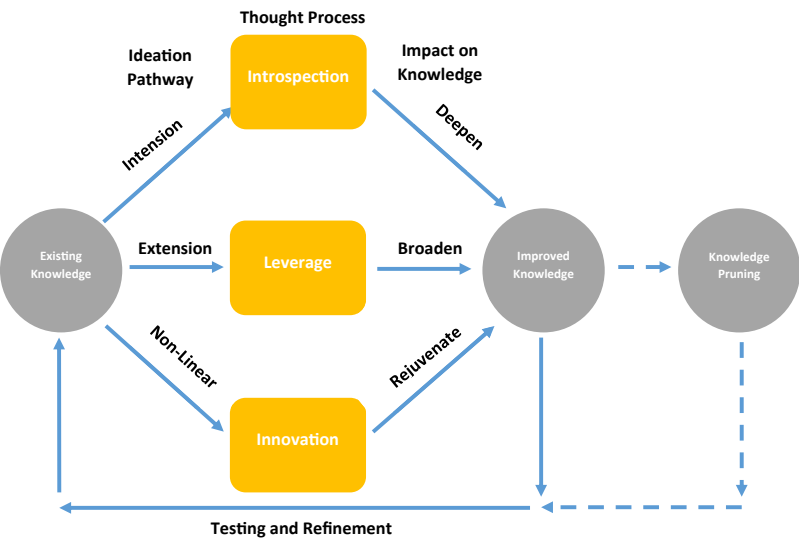 Thought Process
Ideation
Pathway
Introspection
Impact on
Knowledge
Intension
Deepen
Existing
Knowledge
Extension
Leverage
Broaden
Improved
Knowledge
Knowledge
Pruning
Non-Linear
Rejuvenate
Innovation
Testing and Refinement